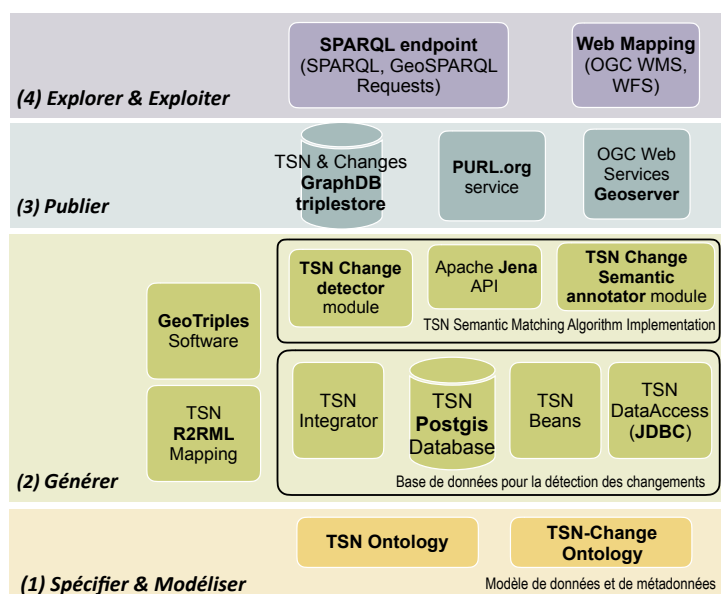 SPARQL endpoint
(SPARQL, GeoSPARQL
Requests)
Web Mapping
(OGC WMS,
WFS)
(4) Explorer & Exploiter
TSN & Changes
GraphDB
triplestore
PURL.org
service
OGC Web
Services
Geoserver
(3) Publier
TSN Change
detector
module
Apache Jena
API
TSN Change
Semantic
annotator module
TSN Semantic Matching Algorithm Implementation
GeoTriples
Software
TSN
R2RML
Mapping
TSN
Integrator
TSN
Postgis
Database
TSN
Beans
TSN
DataAccess
(JDBC)
Base de données pour la détection des changements
(2) Générer
TSN Ontology
TSN-Change
Ontology
(1) Spécifier & Modéliser
Modèle de données et de métadonnées